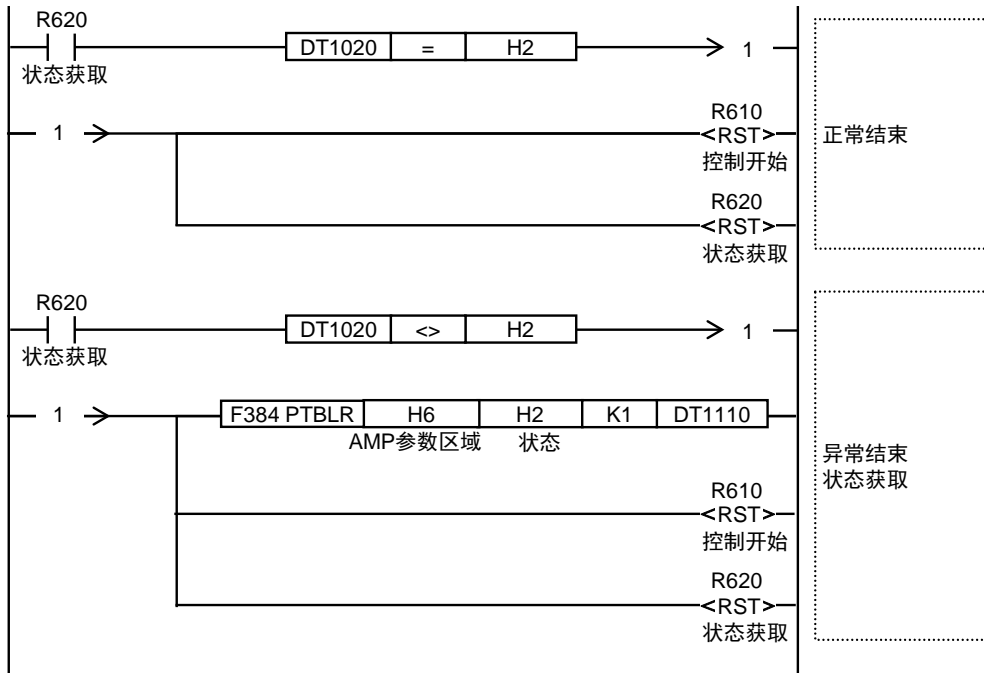 R620
DT1020 = H2 1
状态获取
1
R610
<RST>
控制开始
正常结束
R620
<RST>
状态获取
R620
DT1020 <> H2 1
状态获取
1
F384 PTBLR H6 H2 K1 DT1110
AMP参数区域 状态
异常结束
状态获取
R610
<RST>
控制开始
R620
<RST>
状态获取